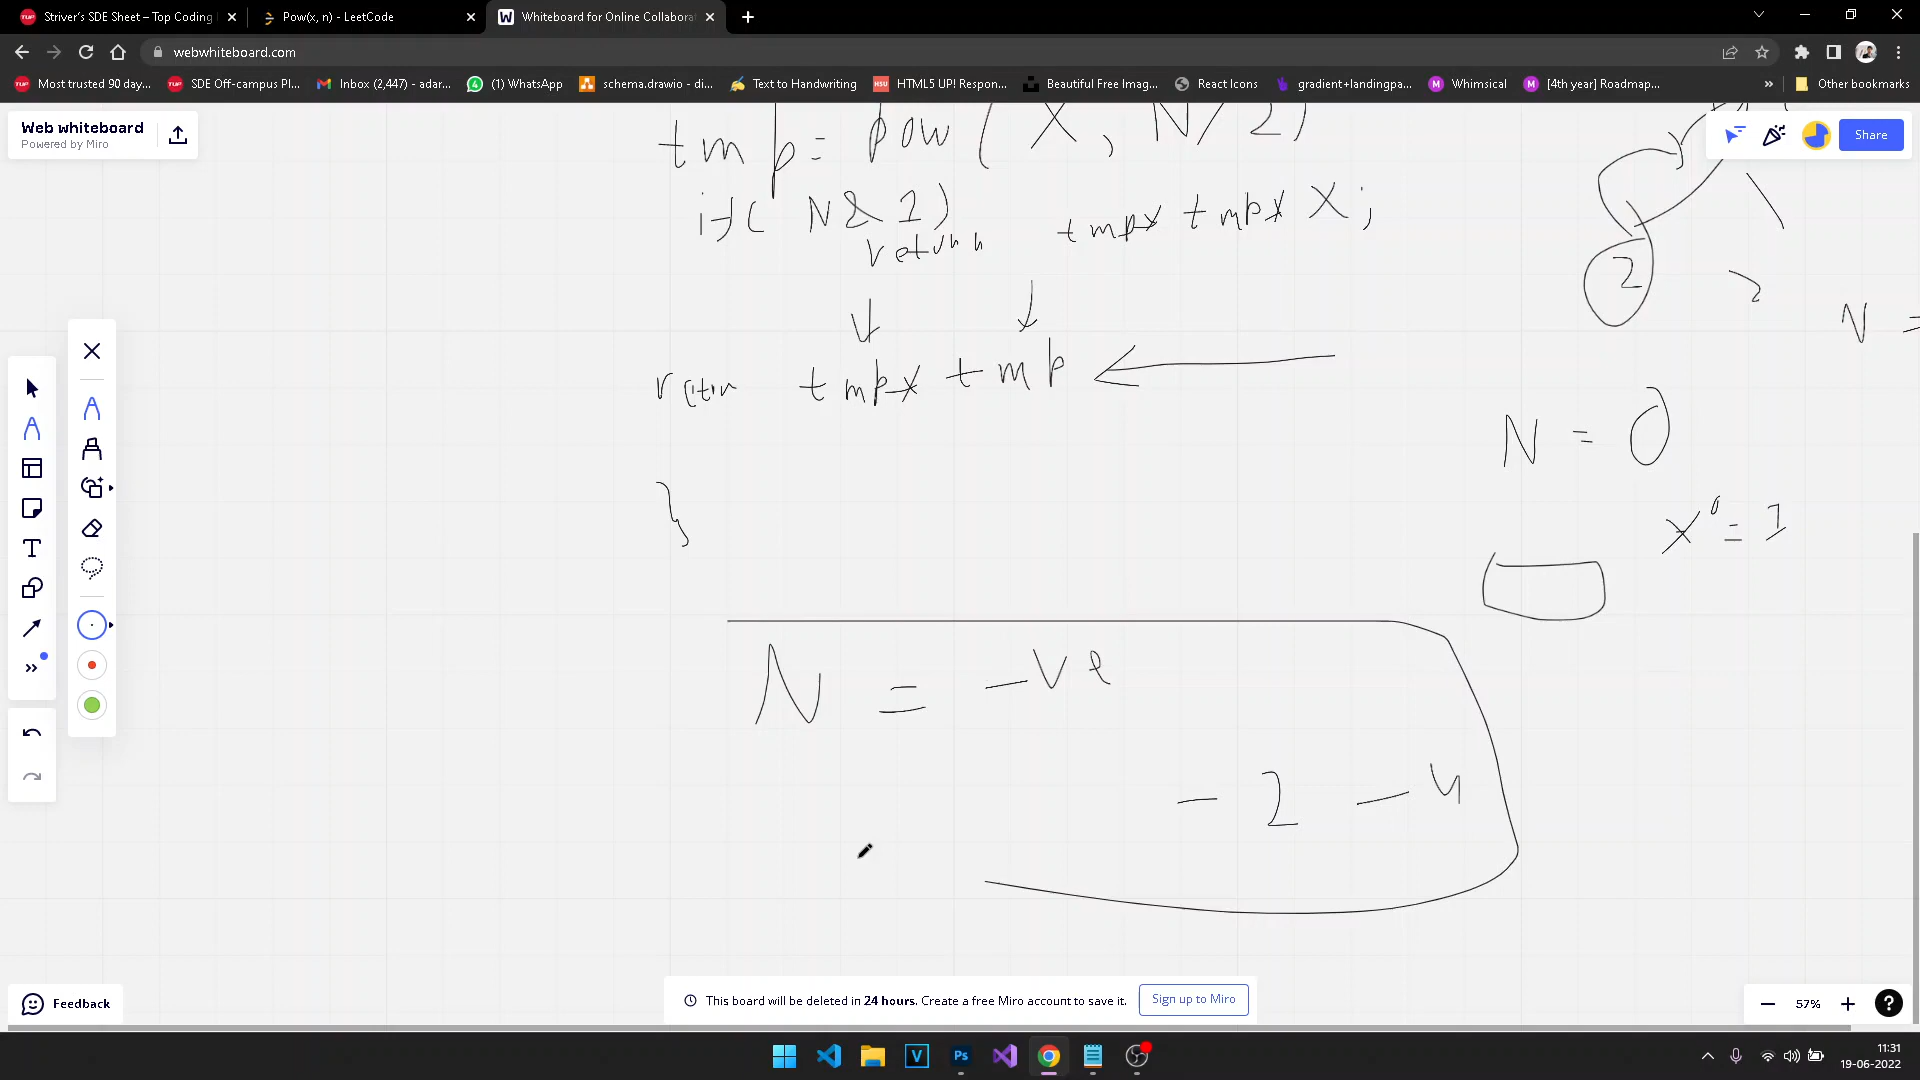 Striver's SDE Sheet – Top Coding
Pow(x, n) - LeetCode
Whiteboard for Online Collabora
webwhiteboard.com
Most trusted 90 day...
SDE Off-campus Pl...
Inbox (2,447) - adar...
(1) WhatsApp
schema.drawio - di...
Text to Handwriting
HTML5 UP! Respon...
Beautiful Free Imag...
React Icons
gradient+landingpa...
Whimsical
[4th year] Roadmap...
»
Other bookmarks
Web whiteboard
Powered by Miro
Share
tmp = pow ( X , N/2)
if( N & 1)
return tmp* tmp* X ;
2
N =
tmp* tmp
N = 0
}
X⁰ = 1
N = -ve
- 2 - 4
Feedback
This board will be deleted in 24 hours. Create a free Miro account to save it.
Sign up to Miro
57%
11:31
19-06-2022